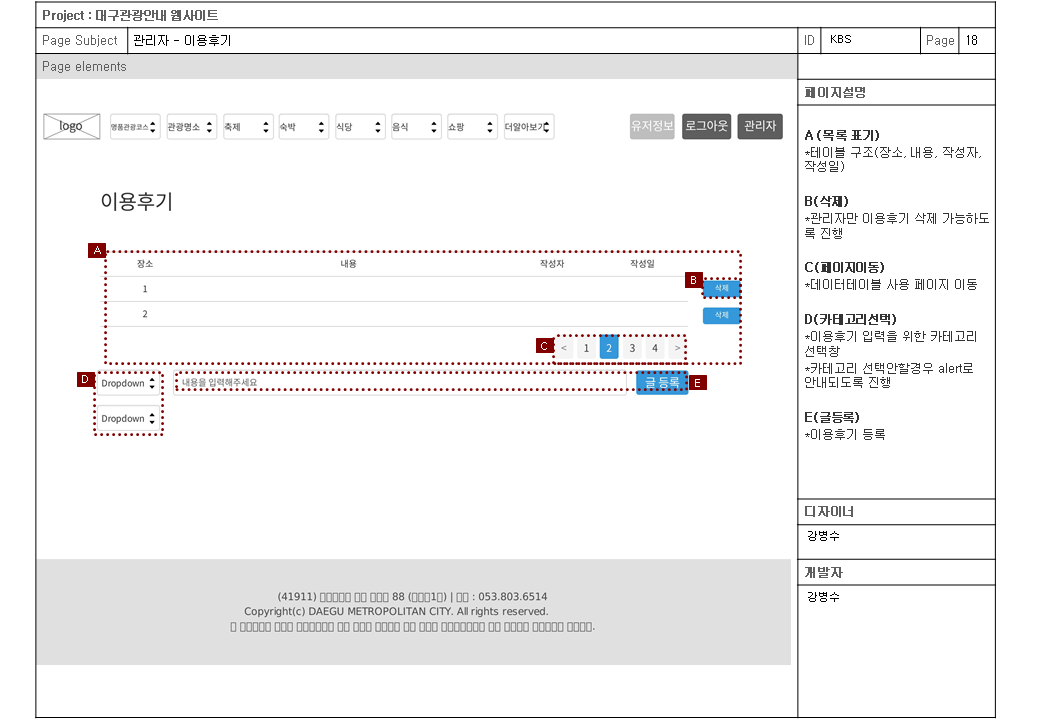 Project : 대구관광안내 웹사이트
Page Subject 관리자 - 이용후기 ID KBS Page 18
Page elements
페이지설명
logo 명품관광코스 관광명소 축제 숙박 식당 음식 쇼핑 더알아보기 유저정보 로그아웃 관리자
이용후기
A
장소 내용 작성자 작성일
B
1 삭제
2 삭제
C < 1 2 3 4 >
D Dropdown 내용을 입력해주세요 글 등록 E
Dropdown
(41911) ▯▯▯▯▯ ▯▯ ▯▯▯ 88 (▯▯▯1▯) | ▯▯ : 053.803.6514
Copyright(c) DAEGU METROPOLITAN CITY. All rights reserved.
A (목록 표기)
*테이블 구조(장소, 내용, 작성자,
작성일)
B(삭제)
*관리자만 이용후기 삭제 가능하도
록 진행
C(페이지이동)
*데이터테이블 사용 페이지 이동
D(카테고리선택)
*이용후기 입력을 위한 카테고리
선택창
*카테고리 선택안할경우 alert로
안내되도록 진행
E(글등록)
*이용후기 등록
디자이너
강병수
개발자
강병수